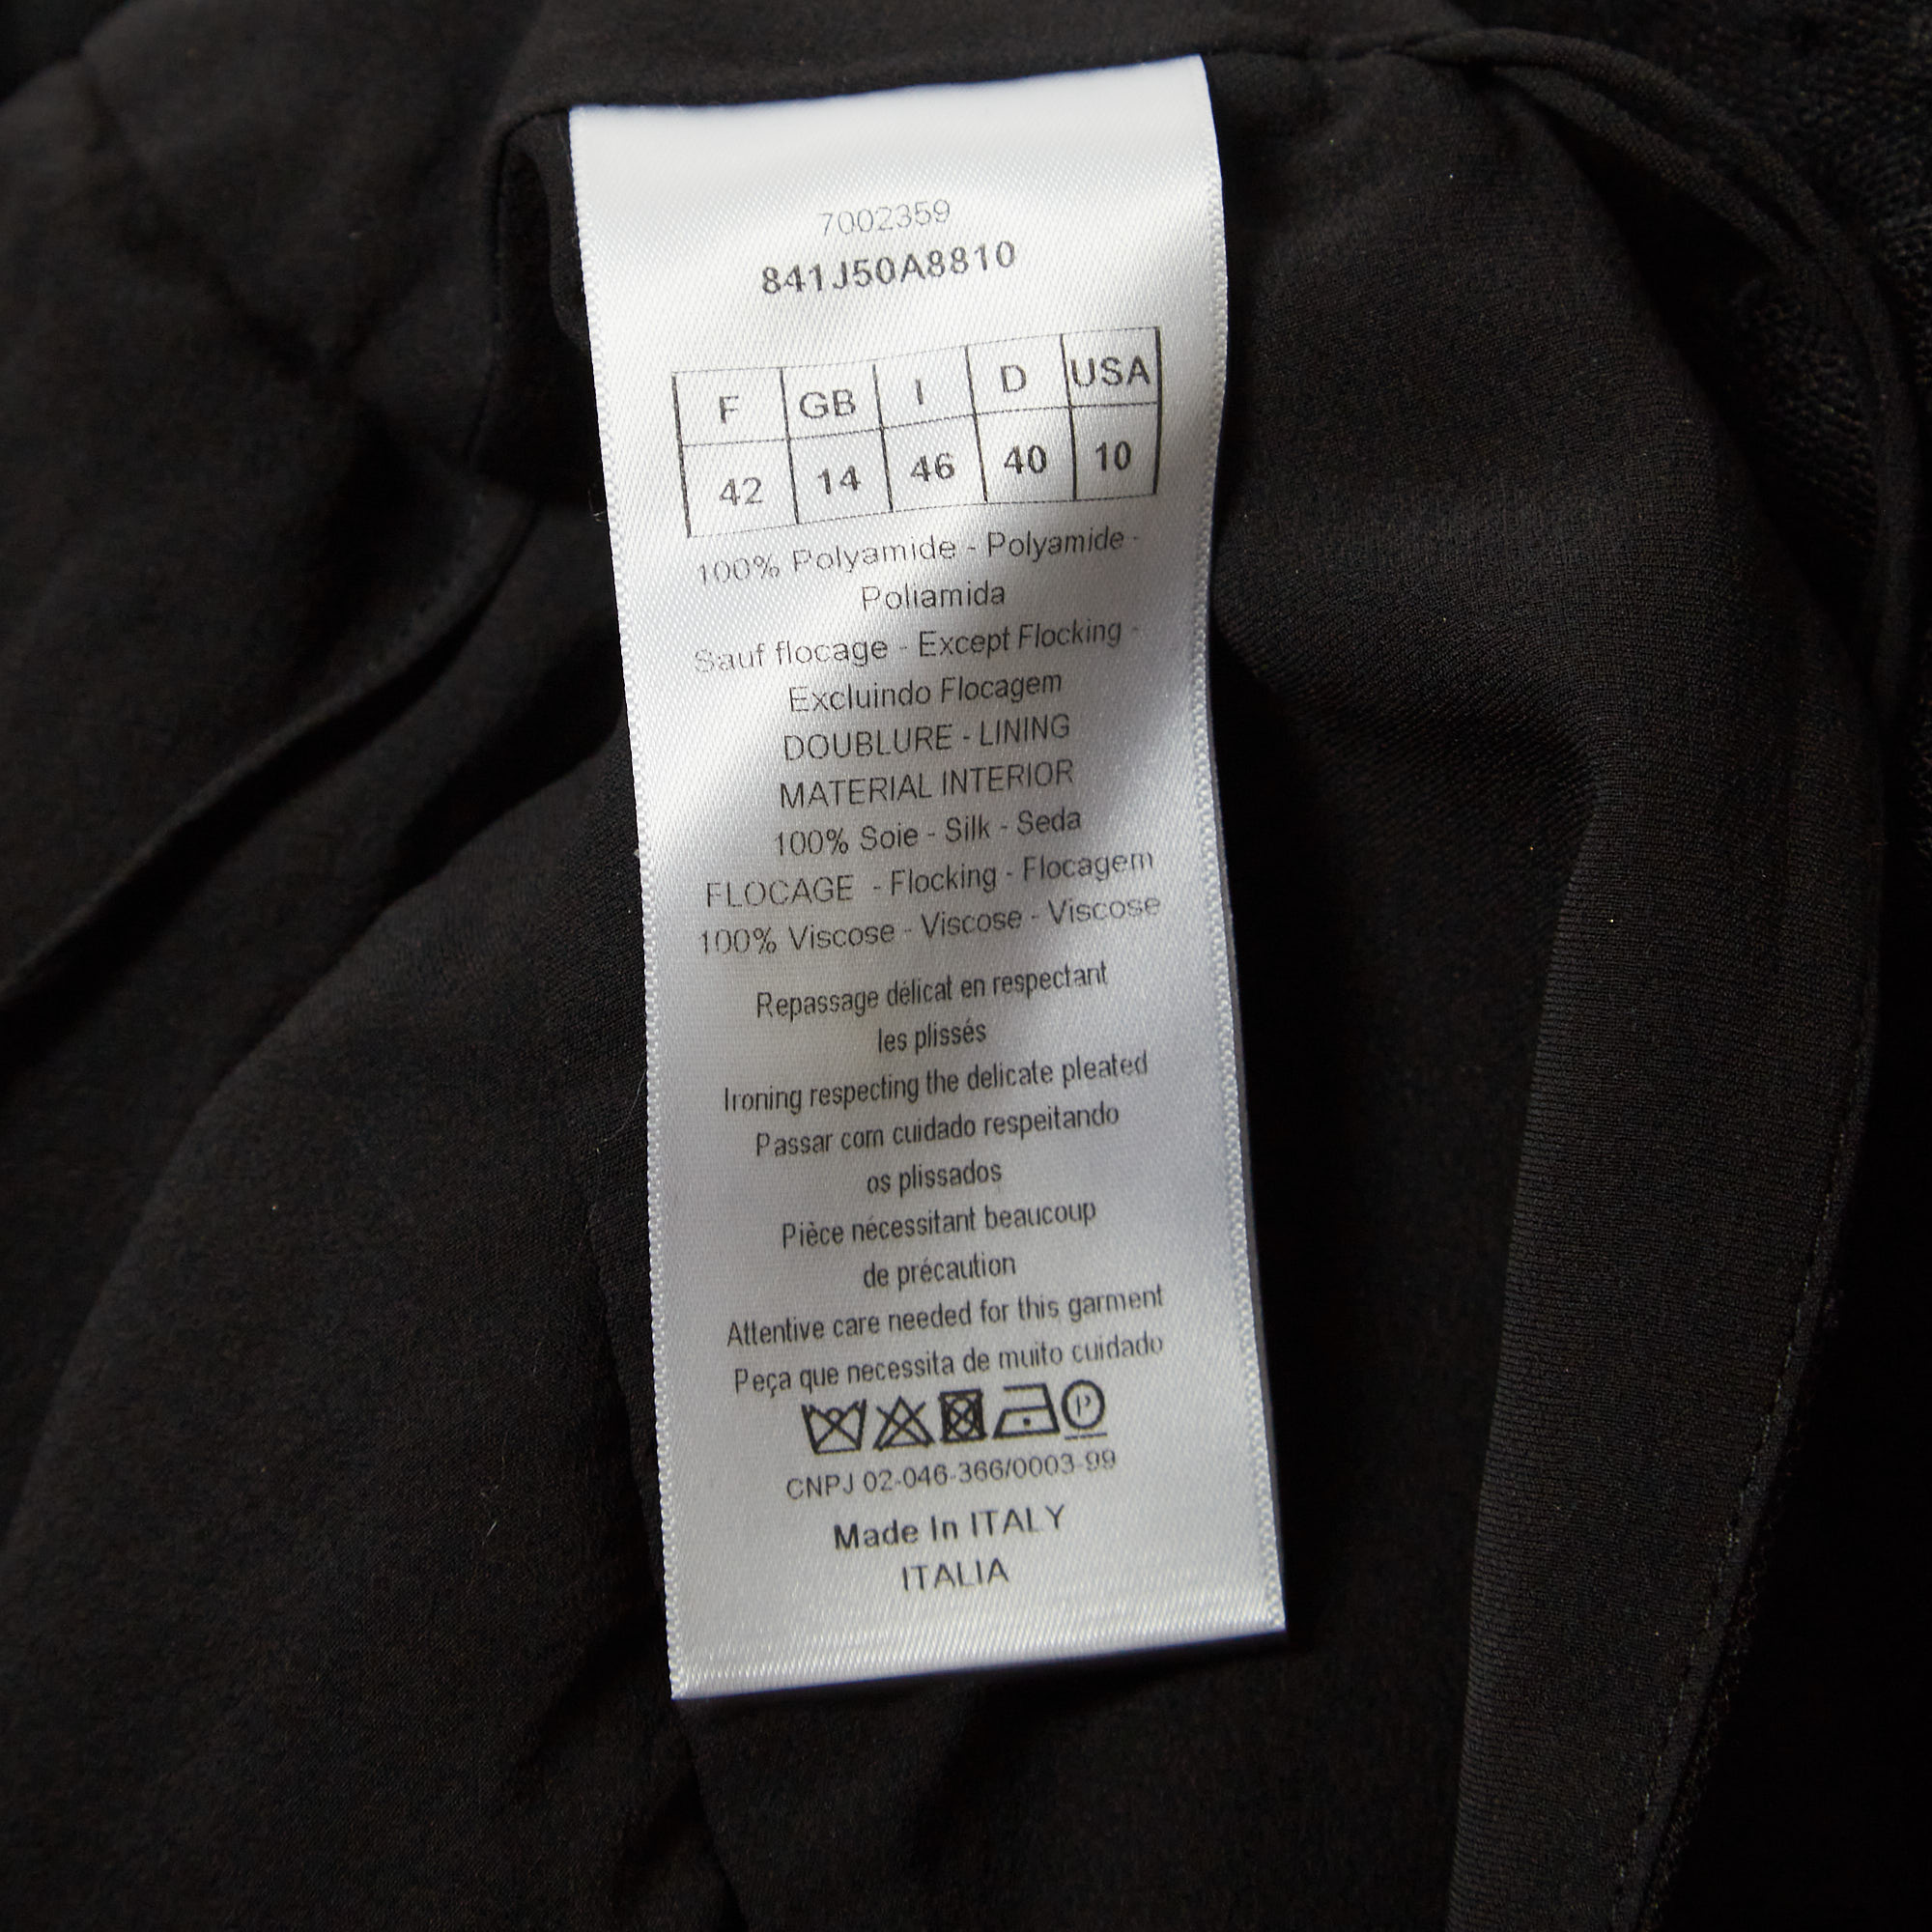 7002359
841J50A8810
F GB I D USA
42 14 46 40 10
100% Polyamide - Polyamide -
Poliamida
Sauf flocage - Except Flocking -
Excluindo Flocagem
DOUBLURE - LINING
MATERIAL INTERIOR
100% Soie - Silk - Seda
FLOCAGE - Flocking - Flocagem
100% Viscose - Viscose - Viscose
Repassage délicat en respectant
les plissés
Ironing respecting the delicate pleated
Passar com cuidado respeitando
os plissados
Pièce nécessitant beaucoup
de précaution
Attentive care needed for this garment
Peça que necessita de muito cuidado
P
CNPJ 02-046-366/0003-99
Made In ITALY
ITALIA